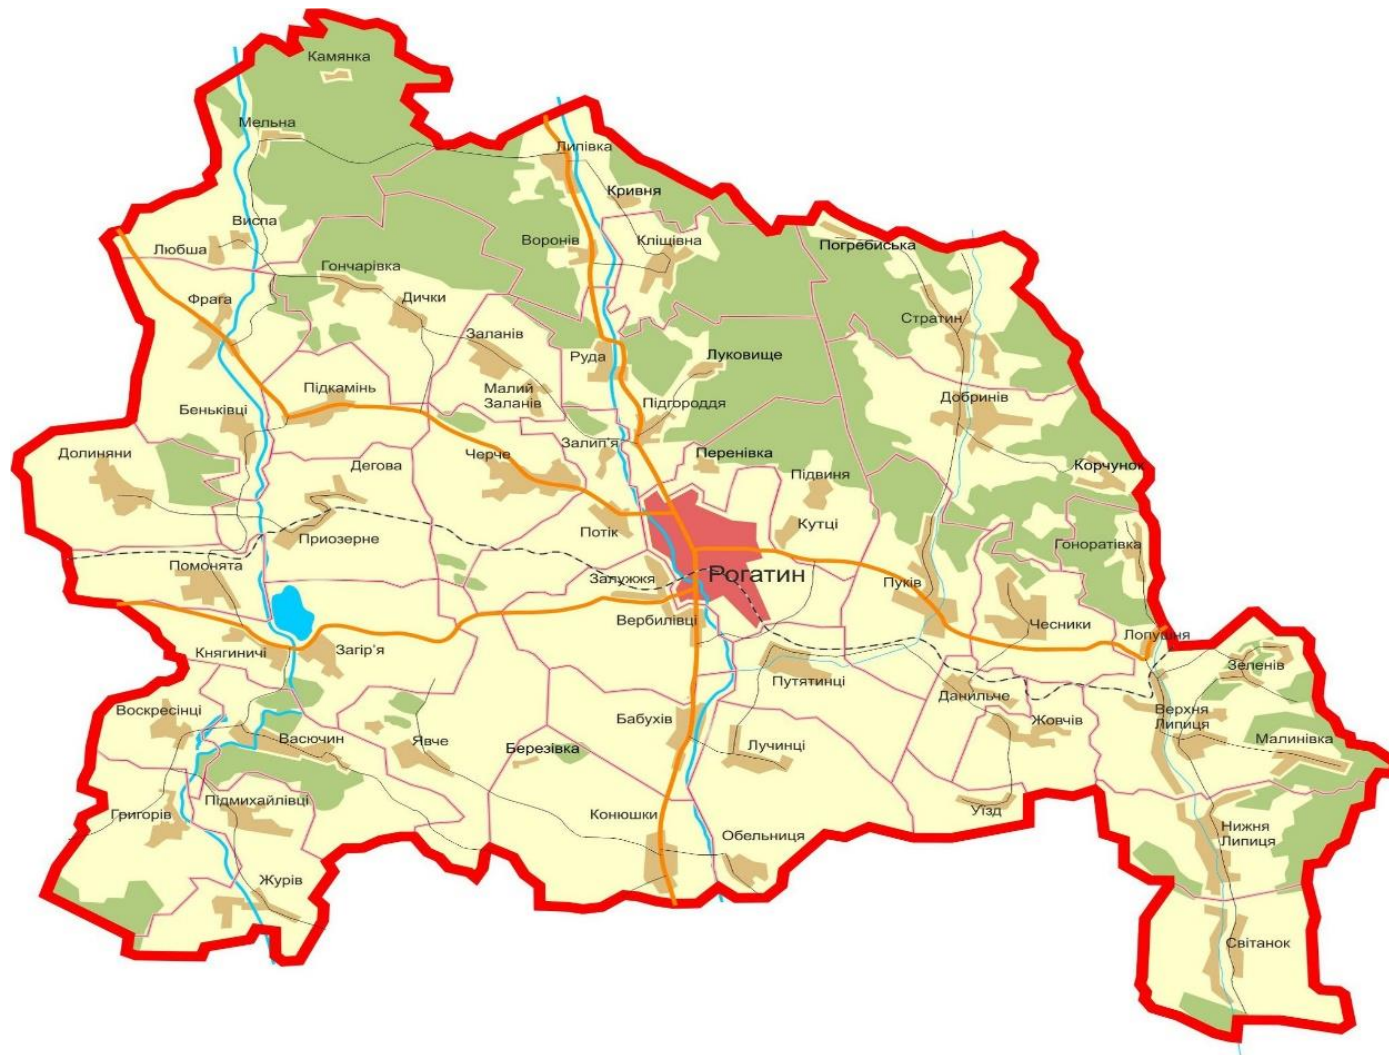 Камянка
Мельна
Липівка
Кривня
Виспа
Любша
Воронів
Кліщівна
Погребиська
Гончарівка
Дички
Фрага
Заланів
Стратин
Руда
Луковище
Підкамінь
Малий
Заланів
Беньківці
Підгороддя
Добринів
Долиняни
Дегова
Черче
Залип'я
Перенівка
Підвиня
Корчунок
Приозерне
Потік
Кутці
Гоноратівка
Помонята
Залужжя
Рогатин
Пуків
Вербилівці
Чесники
Лопушня
Княгиничі
Загір'я
Путятинці
Зеленів
Данильче
Воскресінці
Васючин
Явче
Березівка
Бабухів
Лучинці
Жовчів
Верхня
Липиця
Малинівка
Григорів
Підмихайлівці
Конюшки
Обельниця
Уїзд
Нижня
Липиця
Журів
Світанок